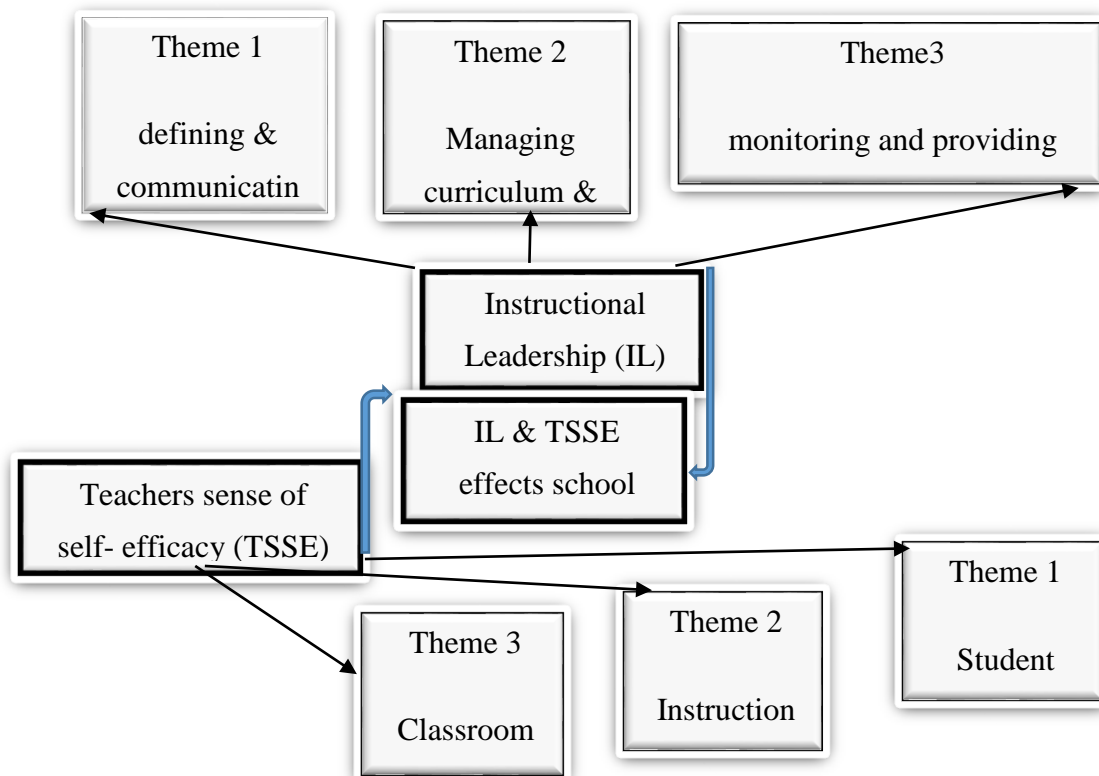 Theme 1
defining &
communicatin
Theme 2
Managing
curriculum &
Theme3
monitoring and providing
Instructional
Leadership (IL)
IL & TSSE
effects school
Teachers sense of
self- efficacy (TSSE)
Theme 3
Classroom
Theme 2
Instruction
Theme 1
Student